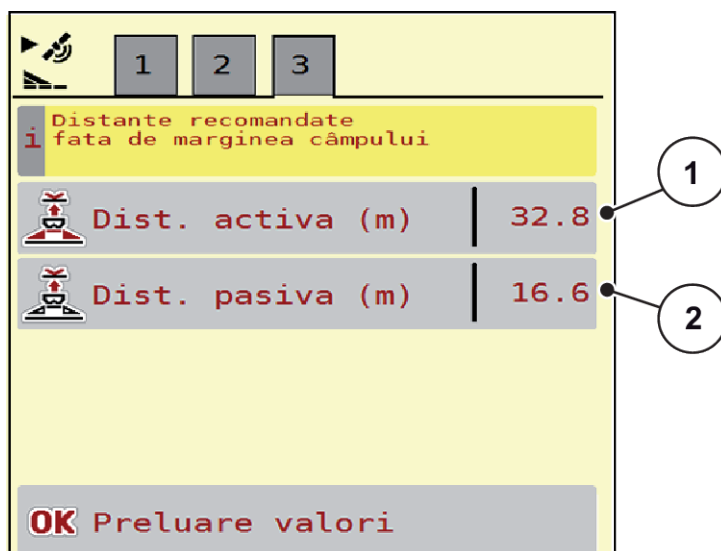 1 2 3
i Distante recomandate
fata de marginea câmpului
Dist. activa (m) 32.8
1
Dist. pasiva (m) 16.6
2
OK Preluare valori